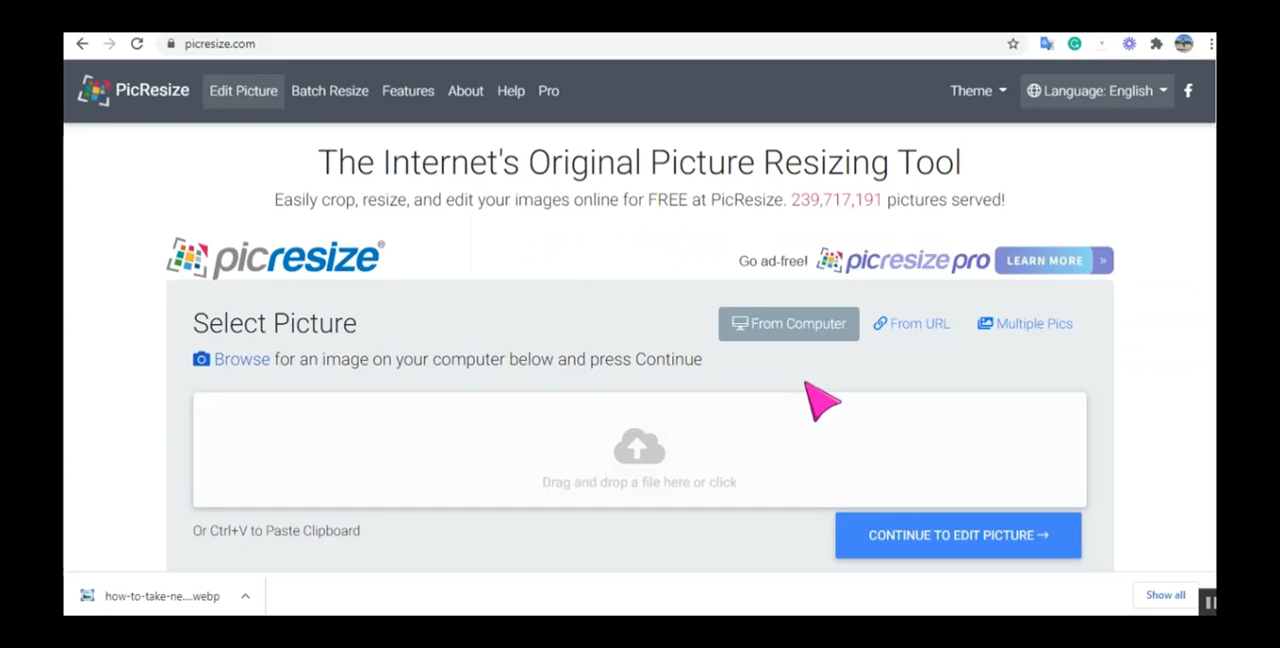 picresize.com
PicResize Edit Picture Batch Resize Features About Help Pro Theme Language: English
The Internet's Original Picture Resizing Tool
Easily crop, resize, and edit your images online for FREE at PicResize. 239,717,191 pictures served!
picresize® Go ad-free! picresize pro LEARN MORE »
Select Picture From Computer From URL Multiple Pics
Browse for an image on your computer below and press Continue
Drag and drop a file here or click
Or Ctrl+V to Paste Clipboard
CONTINUE TO EDIT PICTURE →
how-to-take-ne....webp Show all